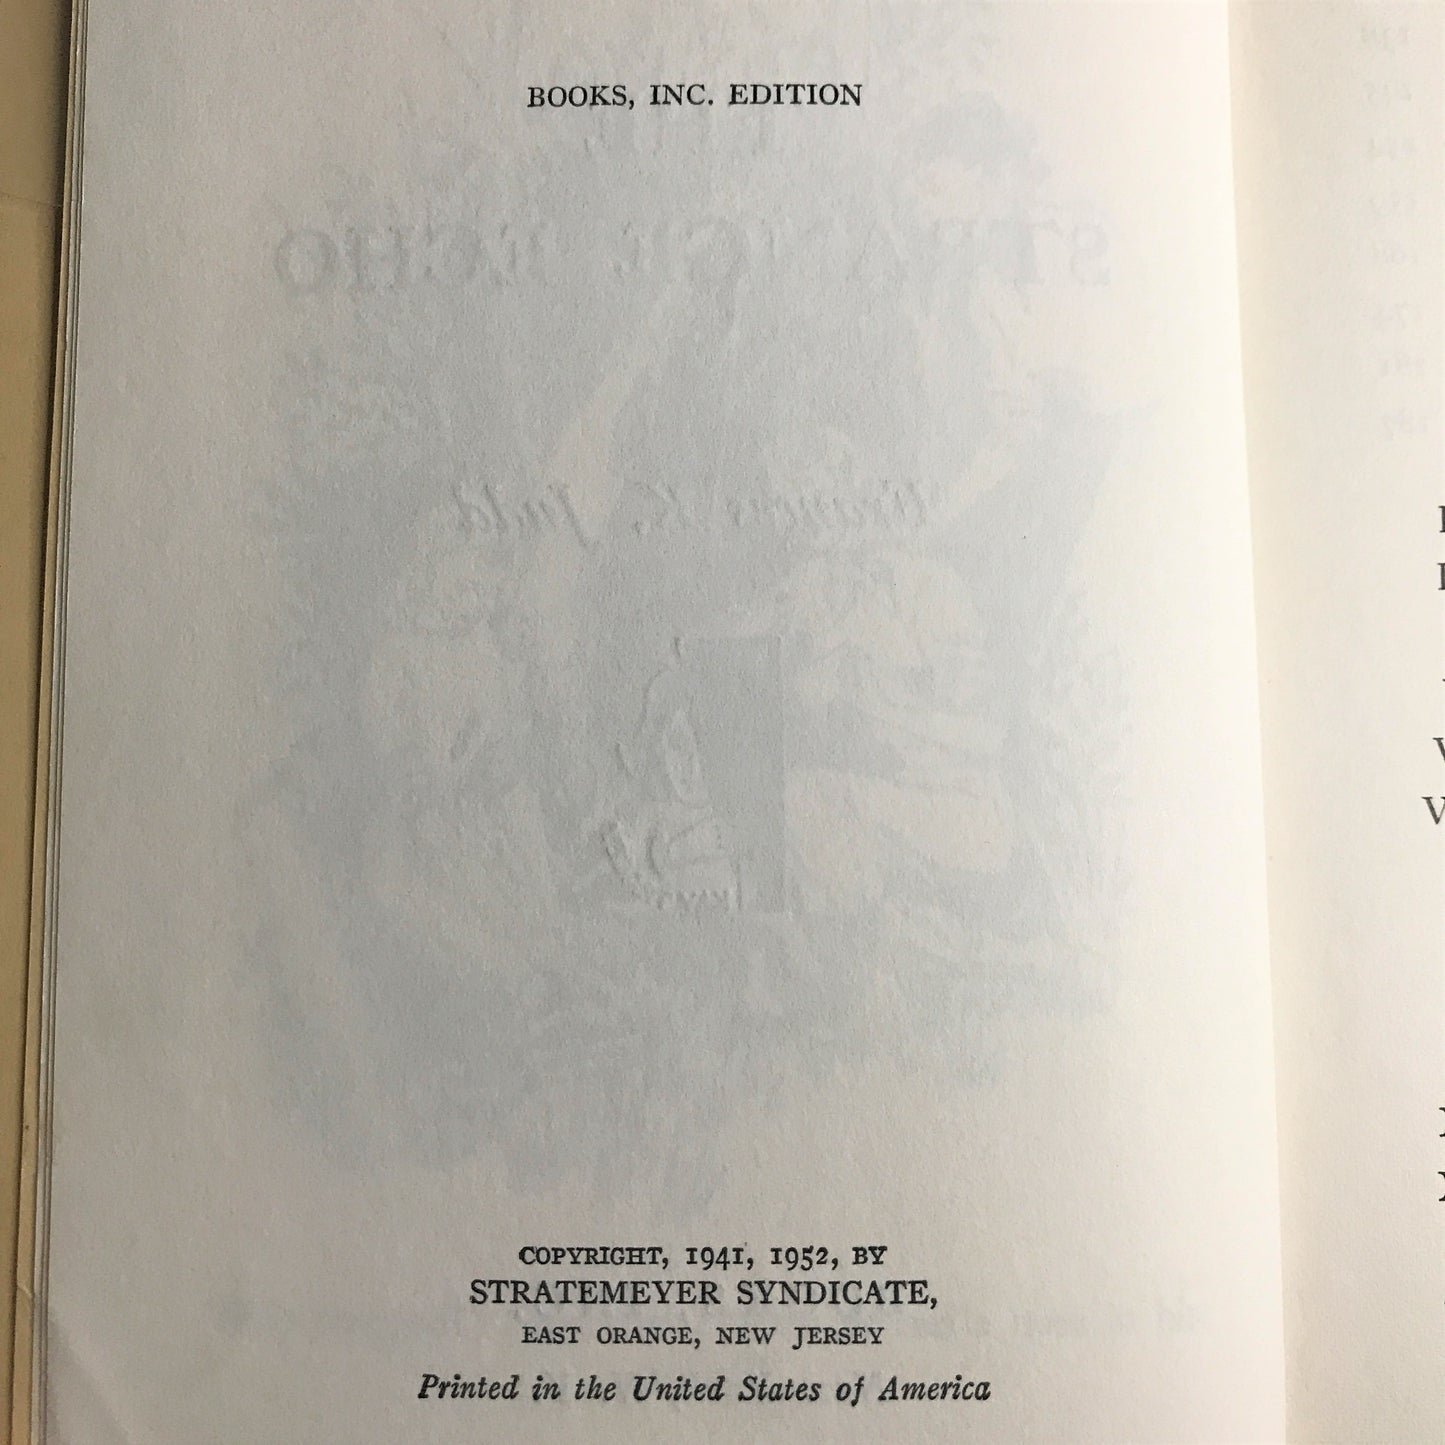 BOOKS, INC. EDITION
COPYRIGHT, 1941, 1952, BY
STRATEMEYER SYNDICATE,
EAST ORANGE, NEW JERSEY
Printed in the United States of America